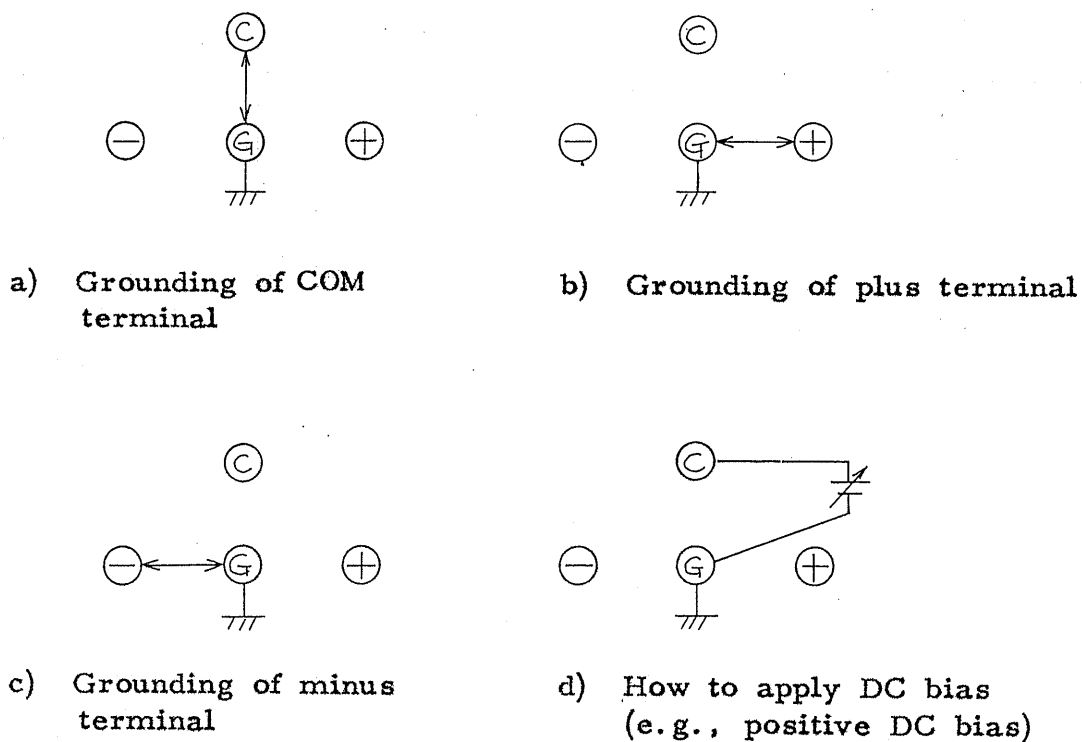 C
− G +
a) Grounding of COM
terminal
C
− G +
b) Grounding of plus terminal
C
− G +
c) Grounding of minus
terminal
C
− G +
d) How to apply DC bias
(e.g., positive DC bias)